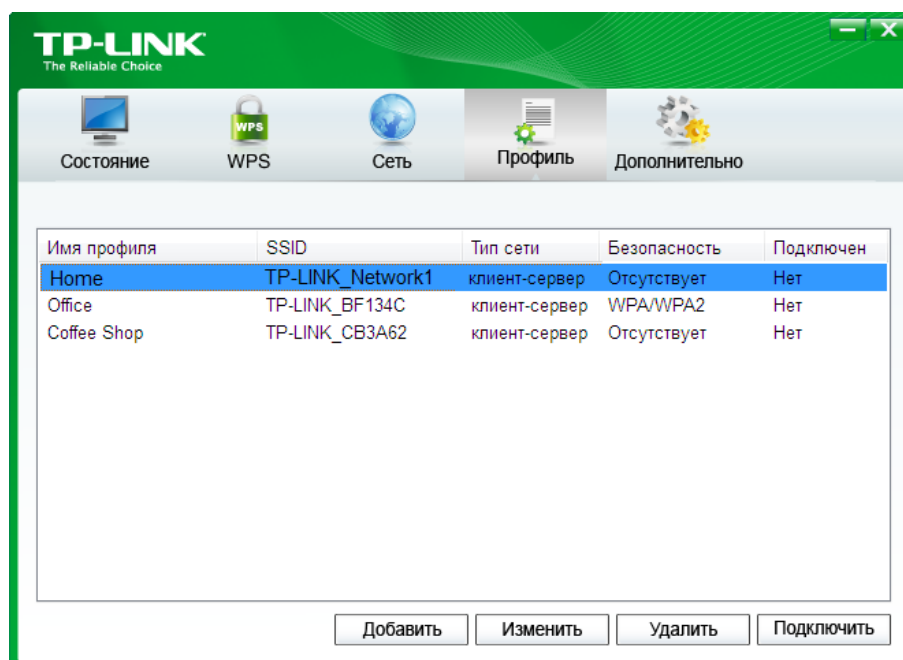 TP-LINK
The Reliable Choice
Состояние WPS WPS Сеть Профиль Дополнительно
Имя профиля SSID Тип сети Безопасность Подключен
Home TP-LINK_Network1 клиент-сервер Отсутствует Нет
Office TP-LINK_BF134C клиент-сервер WPA/WPA2 Нет
Coffee Shop TP-LINK_CB3A62 клиент-сервер Отсутствует Нет
Добавить Изменить Удалить Подключить